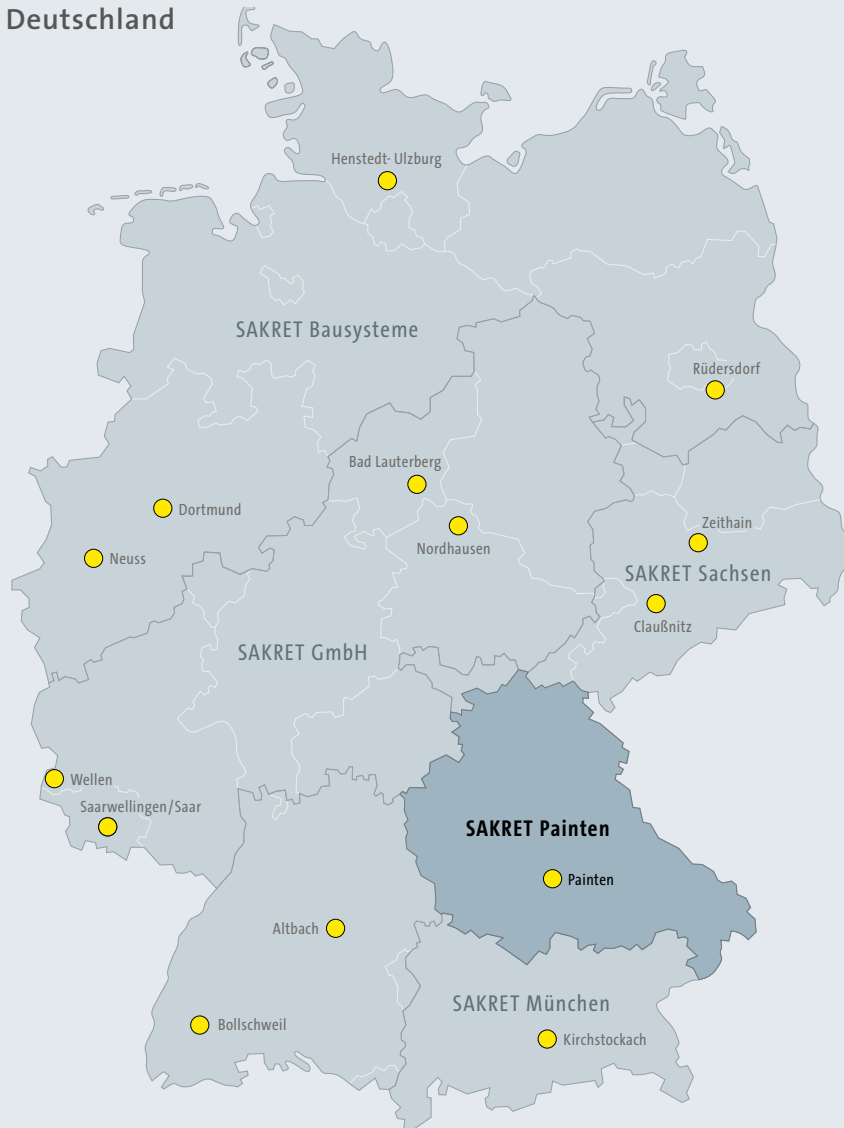 Deutschland
Henstedt- Ulzburg
SAKRET Bausysteme
Rüdersdorf
Bad Lauterberg
Dortmund
Zeithain
Nordhausen
Neuss
SAKRET Sachsen
Claußnitz
SAKRET GmbH
Wellen
Saarwellingen/Saar
SAKRET Painten
Painten
Altbach
SAKRET München
Bollschweil
Kirchstockach